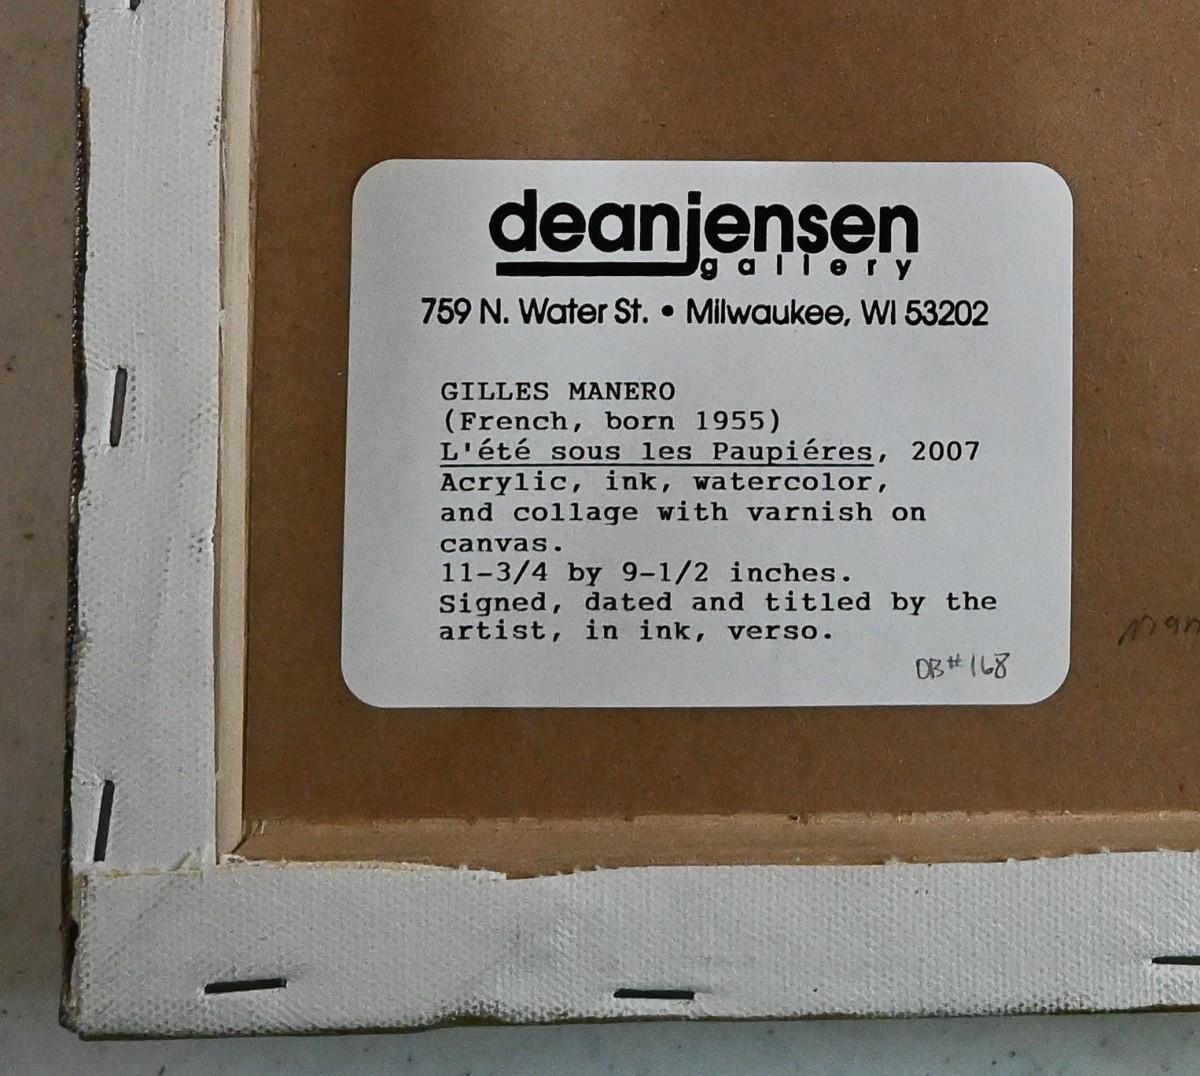 deanjensen
gallery
759 N. Water St. • Milwaukee, WI 53202
GILLES MANERO
(French, born 1955)
L'été sous les Paupiéres, 2007
Acrylic, ink, watercolor,
and collage with varnish on
canvas.
11-3/4 by 9-1/2 inches.
Signed, dated and titled by the
artist, in ink, verso.
DB#168